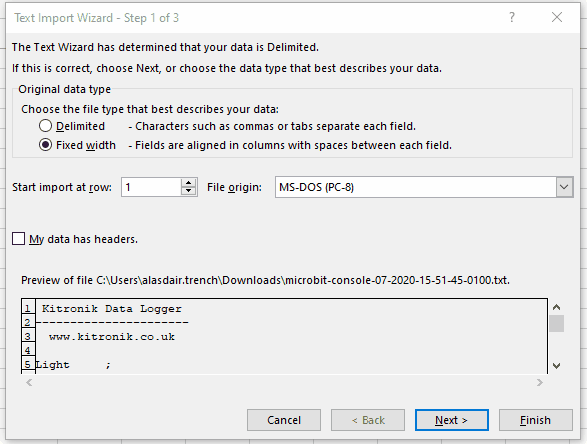 Text Import Wizard - Step 1 of 3
The Text Wizard has determined that your data is Delimited.
If this is correct, choose Next, or choose the data type that best describes your data.
Original data type
Choose the file type that best describes your data:
Delimited - Characters such as commas or tabs separate each field.
Fixed width - Fields are aligned in columns with spaces between each field.
Start import at row: 1 File origin: MS-DOS (PC-8)
My data has headers.
Preview of file C:\Users\alasdair.trench\Downloads\microbit-console-07-2020-15-51-45-0100.txt.
1 Kitronik Data Logger
2 ----------------------
3 www.kitronik.co.uk
4
5 Light ;
Cancel < Back Next > Finish